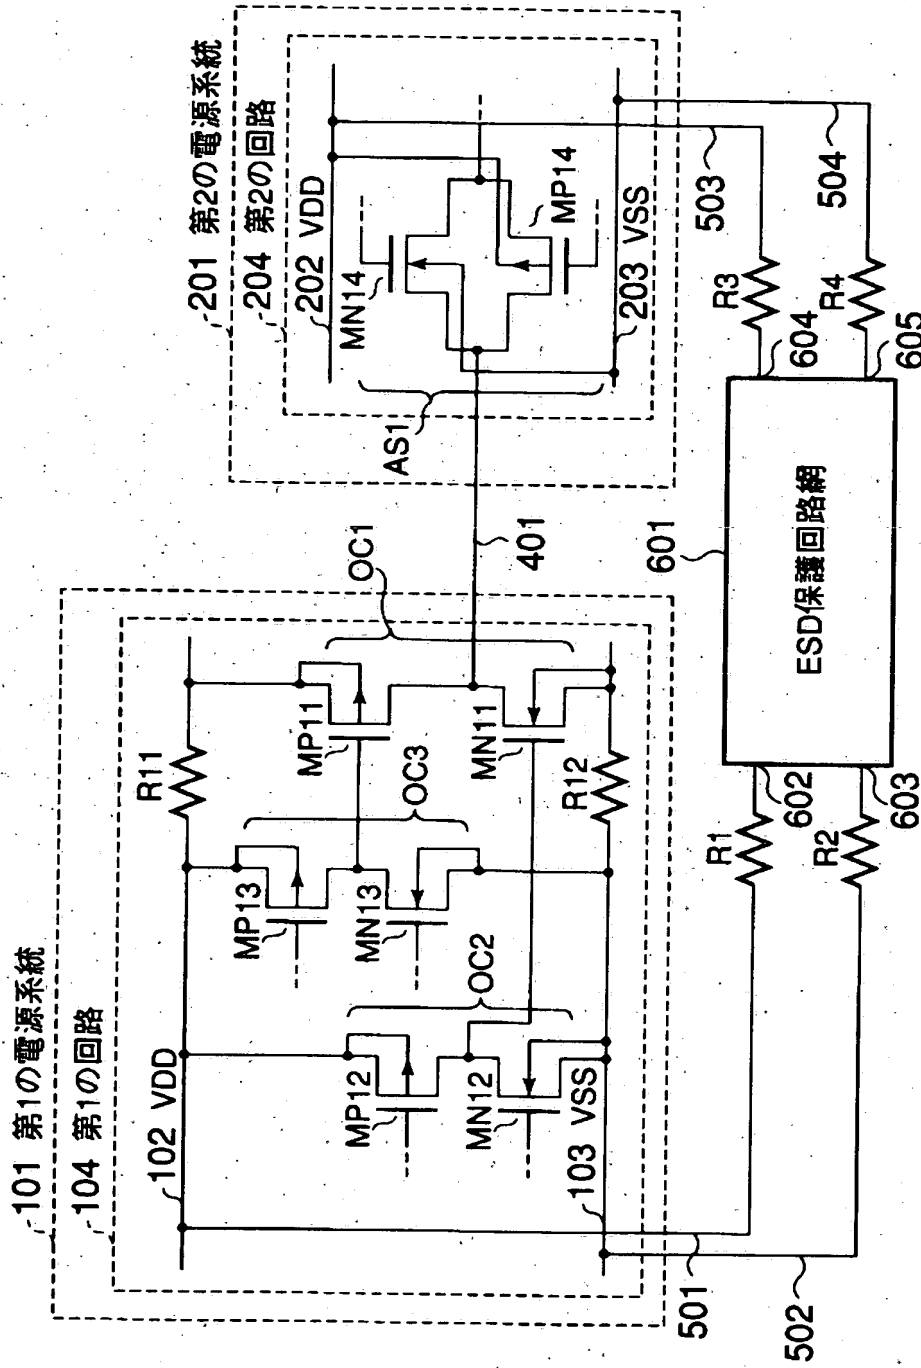 101 第1の電源系統
104 第1の回路
102 VDD
R11
MP13
OC3
MN13
MP11
OC1
MP12
OC2
MN12
MN11
R12
103 VSS
401
201 第2の電源系統
204 第2の回路
202 VDD
MN14
MP14
AS1
203 VSS
501
502
R1
R2
602
603
601
ESD保護回路網
604
605
R3
R4
503
504